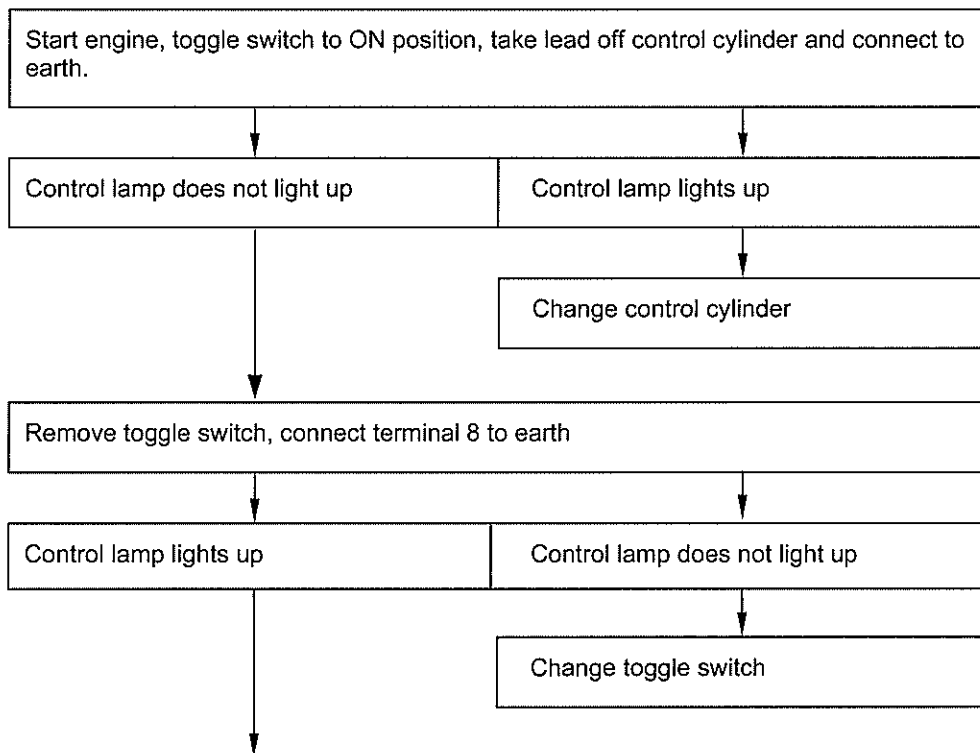 Start engine, toggle switch to ON position, take lead off control cylinder and connect to
earth.
Control lamp does not light up
Control lamp lights up
Change control cylinder
Remove toggle switch, connect terminal 8 to earth
Control lamp lights up
Control lamp does not light up
Change toggle switch